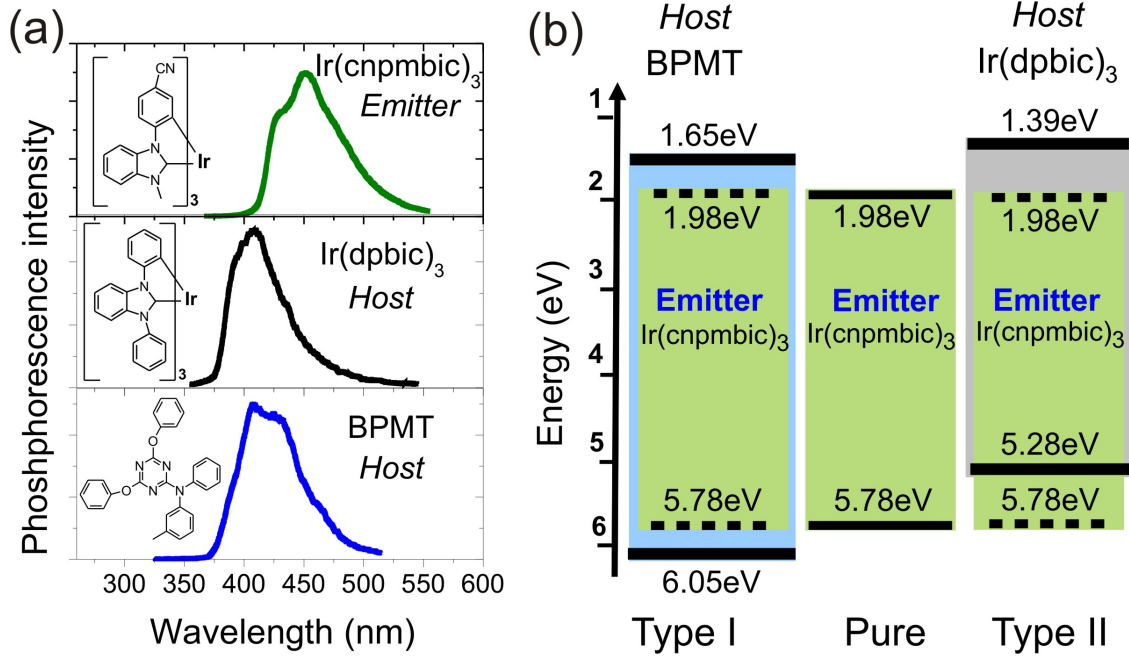 (a)
Phoshphorescence intensity
CN
Ir
N
N
3
Ir(cnpmbic)3
Emitter
Ir
N
N
3
Ir(dpbic)3
Host
O
N
N
O
N
N
BPMT
Host
300 350 400 450 500 550 600
Wavelength (nm)
(b)
Host
BPMT
Host
Ir(dpbic)3
Energy (eV)
1
2
3
4
5
6
1.65eV
1.39eV
1.98eV
1.98eV
1.98eV
Emitter
Ir(cnpmbic)3
Emitter
Ir(cnpmbic)3
Emitter
Ir(cnpmbic)3
5.28eV
5.78eV
5.78eV
5.78eV
6.05eV
Type I
Pure
Type II